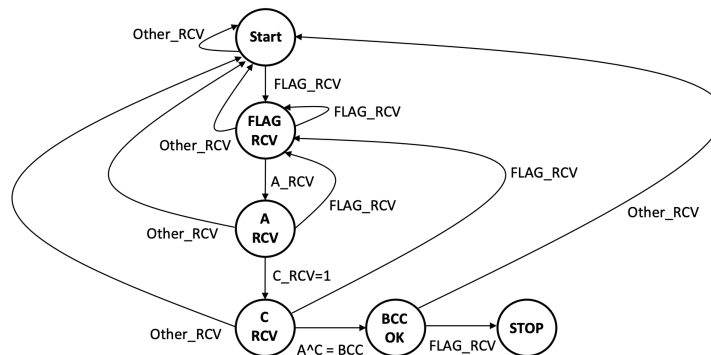 Other_RCV
Start
FLAG_RCV
FLAG
RCV
FLAG_RCV
Other_RCV
A_RCV
FLAG_RCV
FLAG_RCV
A
RCV
Other_RCV
Other_RCV
C_RCV=1
C
RCV
BCC
OK
STOP
Other_RCV
A^C = BCC
FLAG_RCV